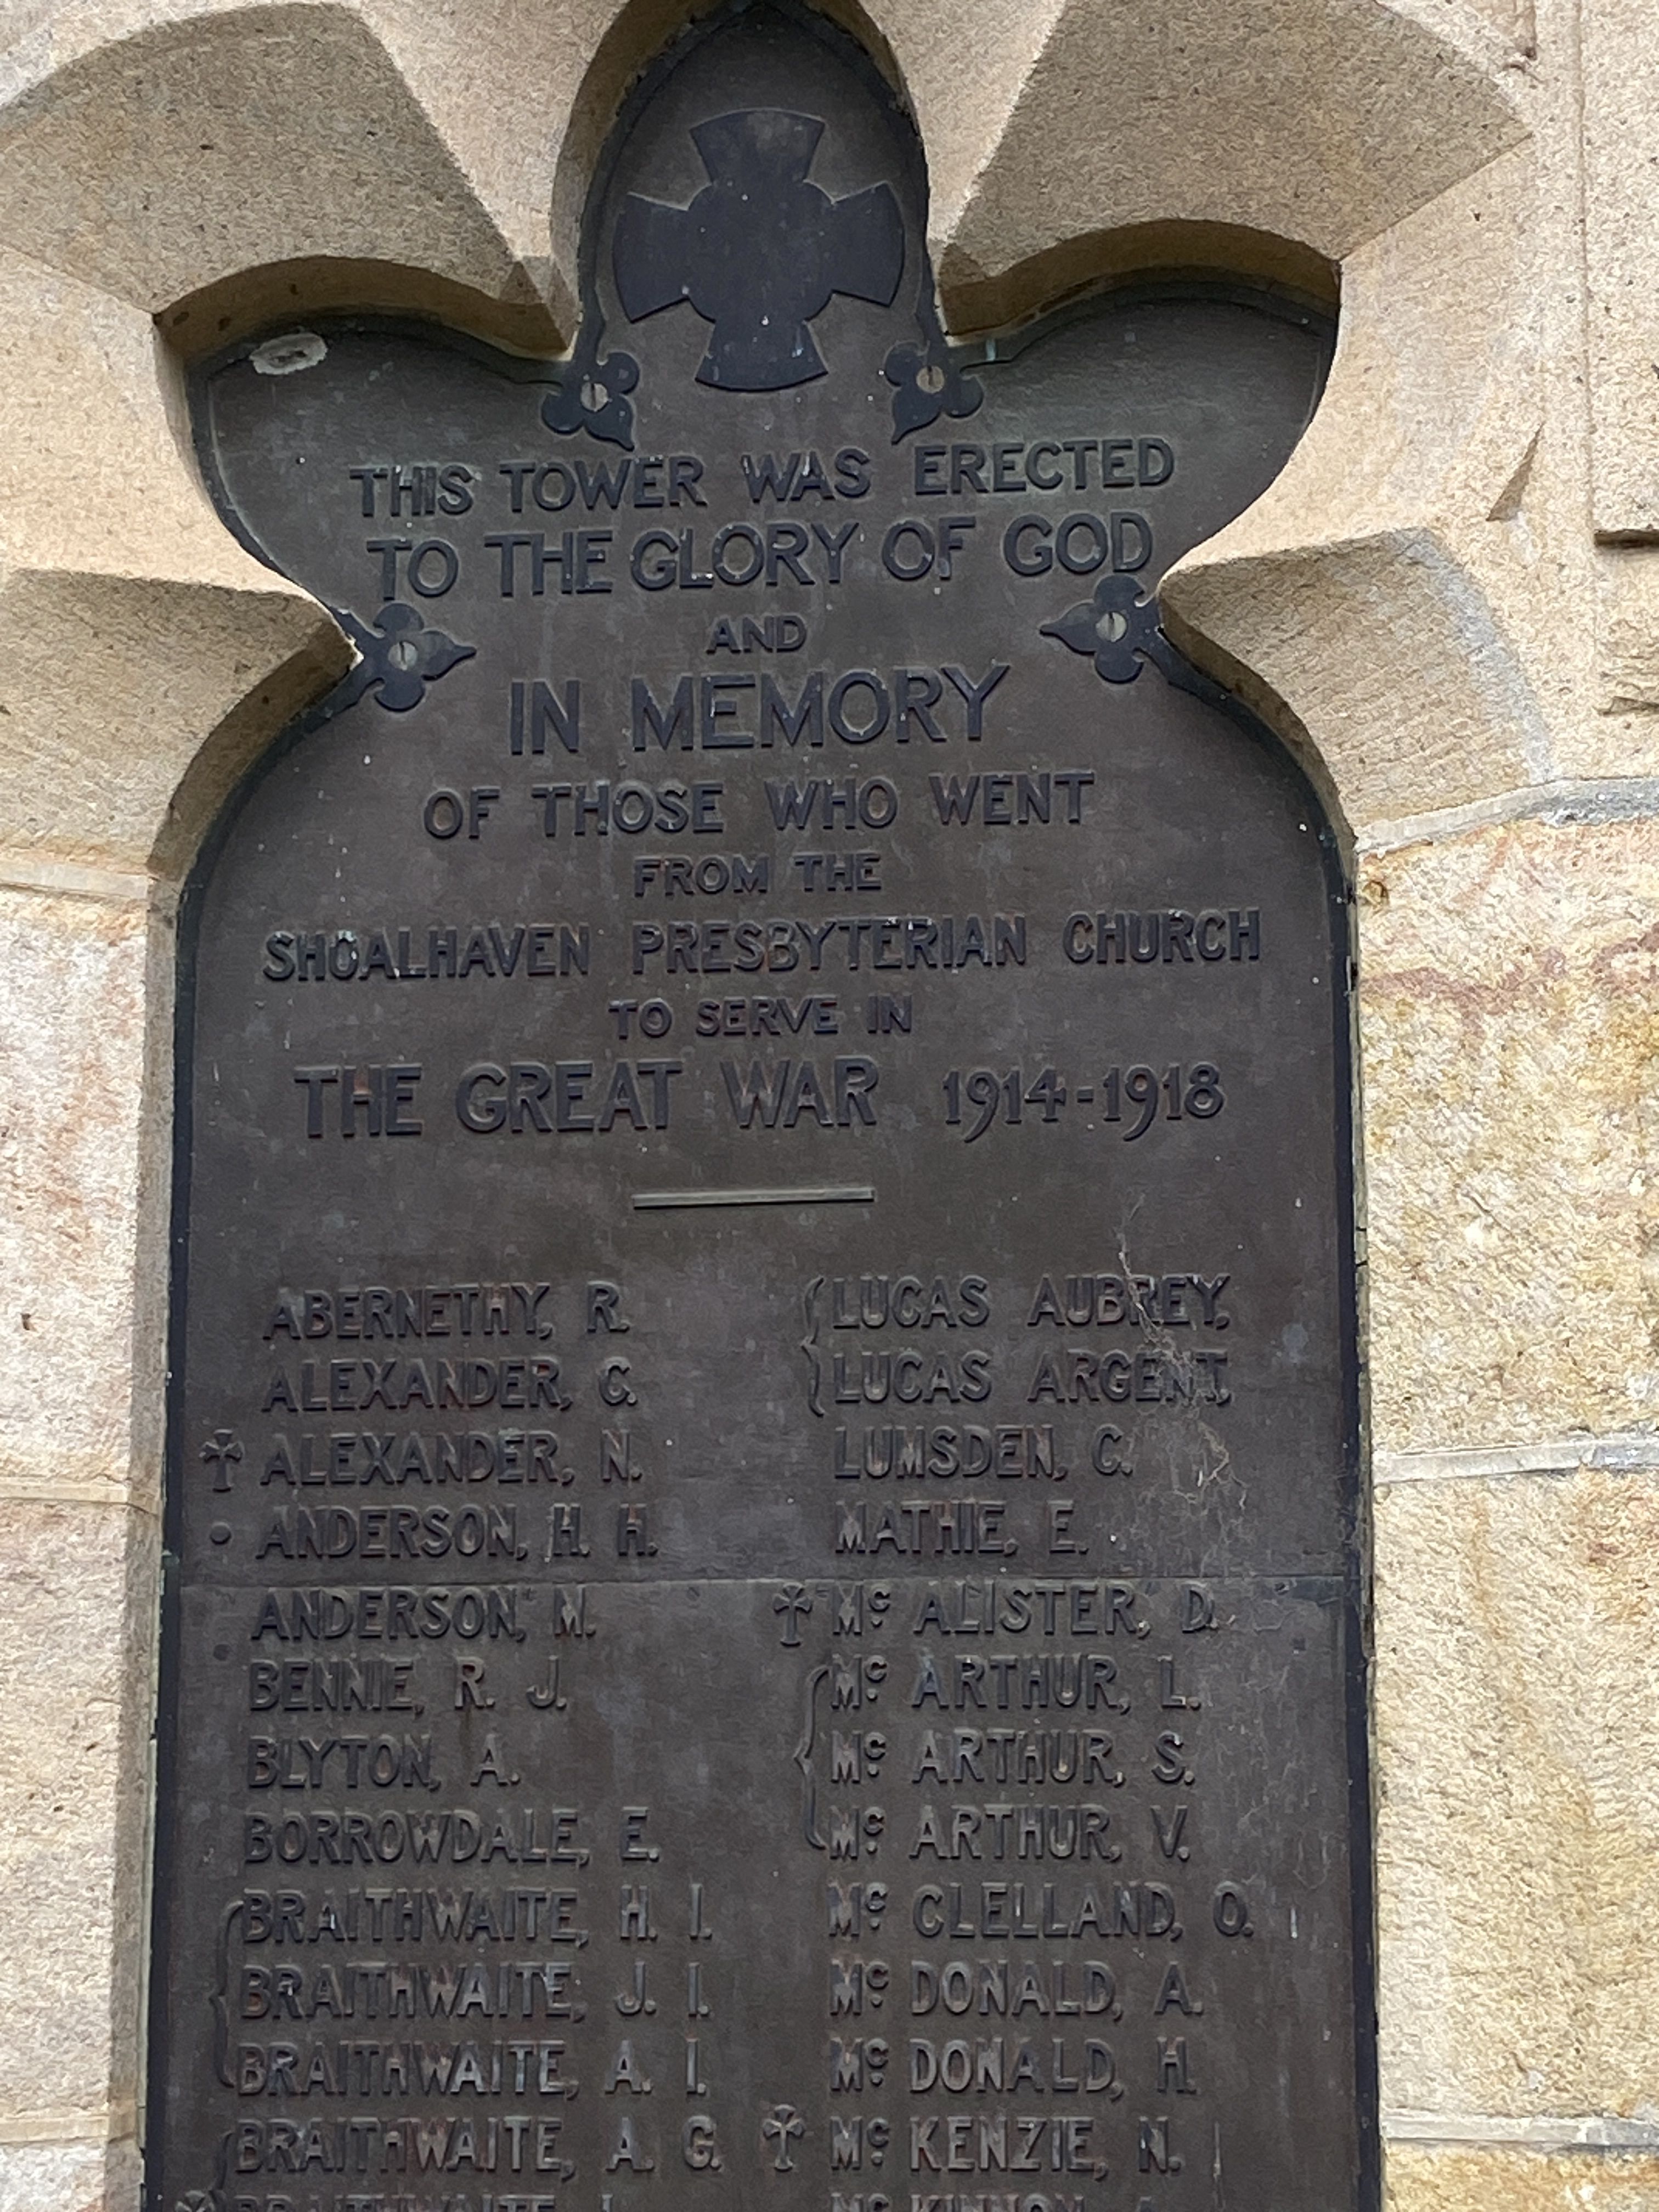 THIS TOWER WAS ERECTED
TO THE GLORY OF GOD
AND
IN MEMORY
OF THOSE WHO WENT
FROM THE
SHOALHAVEN PRESBYTERIAN CHURCH
TO SERVE IN
THE GREAT WAR 1914-1918
ABERNETHY, R.
ALEXANDER, C.
ALEXANDER, N.
ANDERSON, H. H.
ANDERSON, M.
BENNIE, R. J.
BLYTON, A.
BORROWDALE, E.
BRAITHWAITE, H. I.
BRAITHWAITE, J. I.
BRAITHWAITE, A. I.
BRAITHWAITE, A. G.
BRAITHWAITE
LUCAS AUBREY,
LUCAS ARGENT,
LUMSDEN, C.
MATHIE, E.
Mc ALISTER, D.
Mc ARTHUR, L.
Mc ARTHUR, S.
Mc ARTHUR, V.
Mc CLELLAND, O.
Mc DONALD, A.
Mc DONALD, H.
Mc KENZIE, N.
Mc KINNON, A.